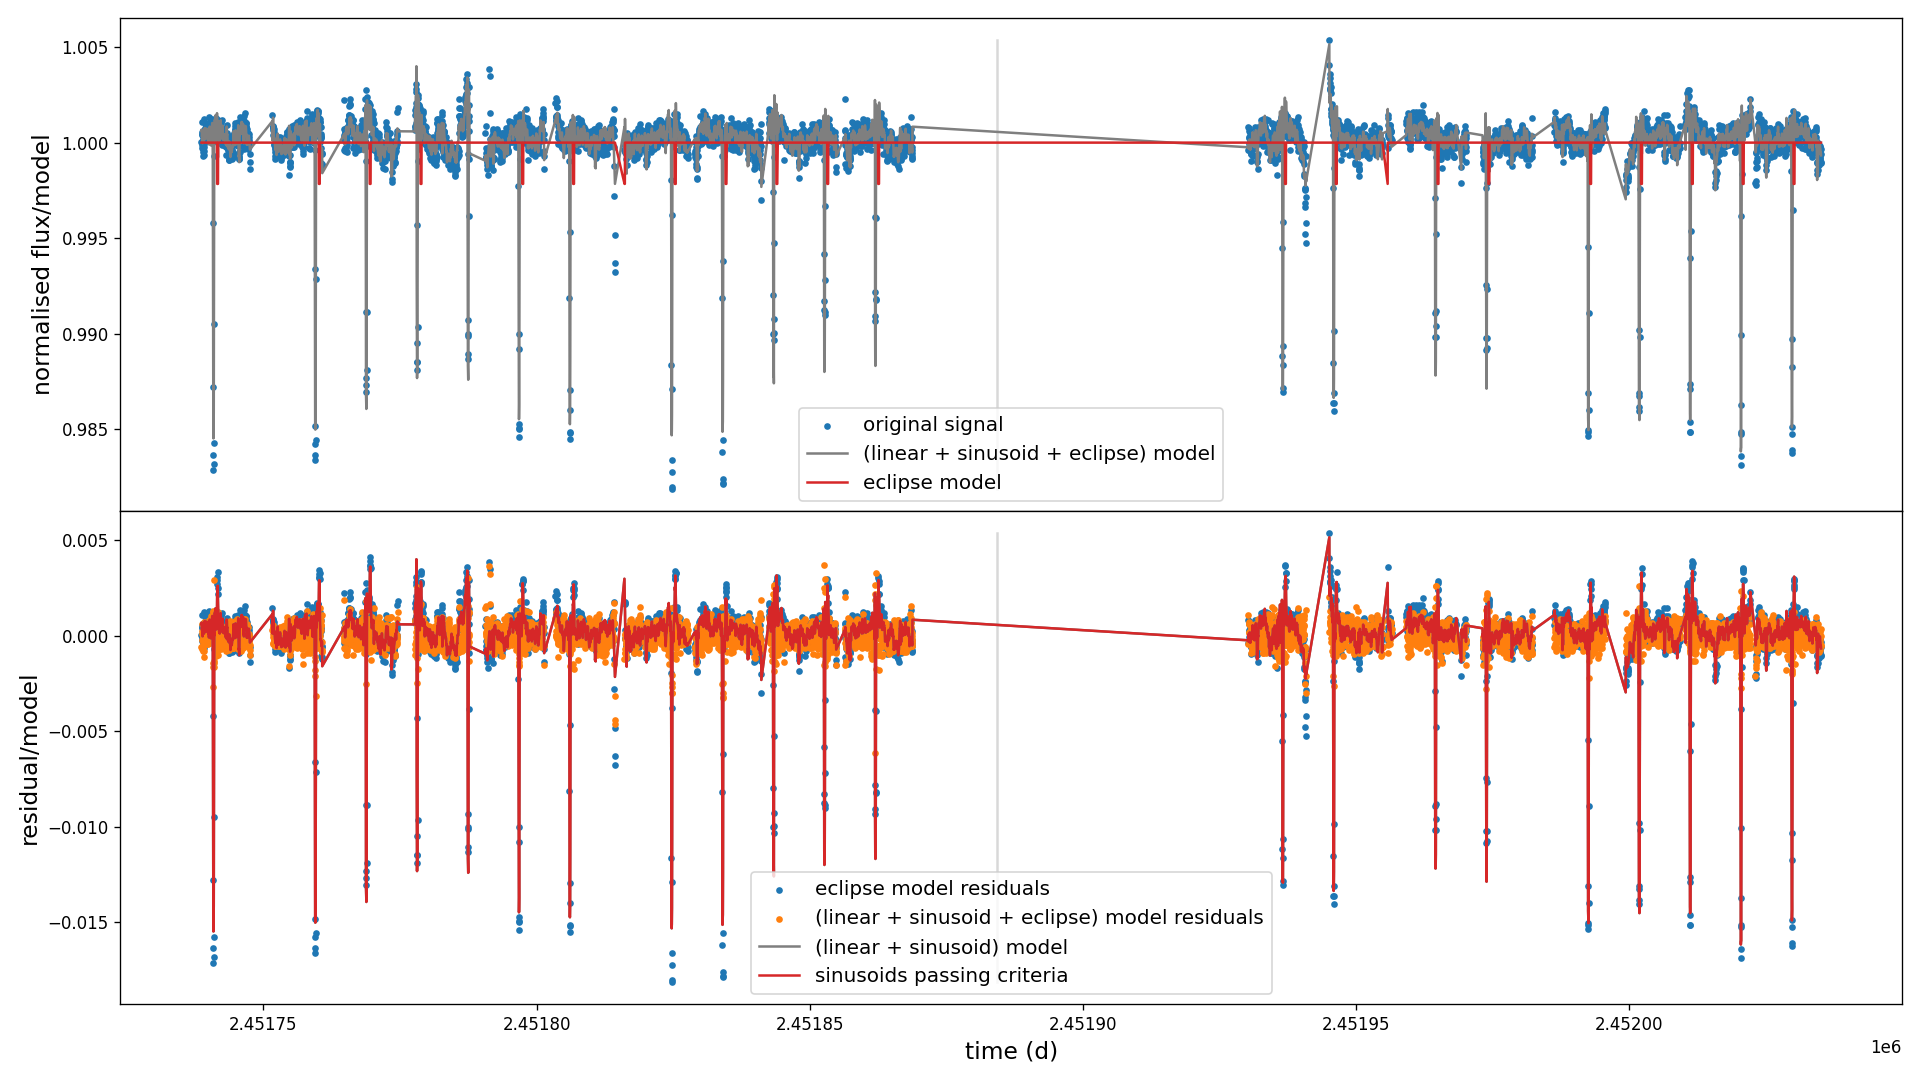 1.005
1.000
0.995
0.990
0.985
normalised flux/model
original signal
(linear + sinusoid + eclipse) model
eclipse model
0.005
0.000
−0.005
−0.010
−0.015
residual/model
eclipse model residuals
(linear + sinusoid + eclipse) model residuals
(linear + sinusoid) model
sinusoids passing criteria
2.45175
2.45180
2.45185
2.45190
2.45195
2.45200
1e6
time (d)